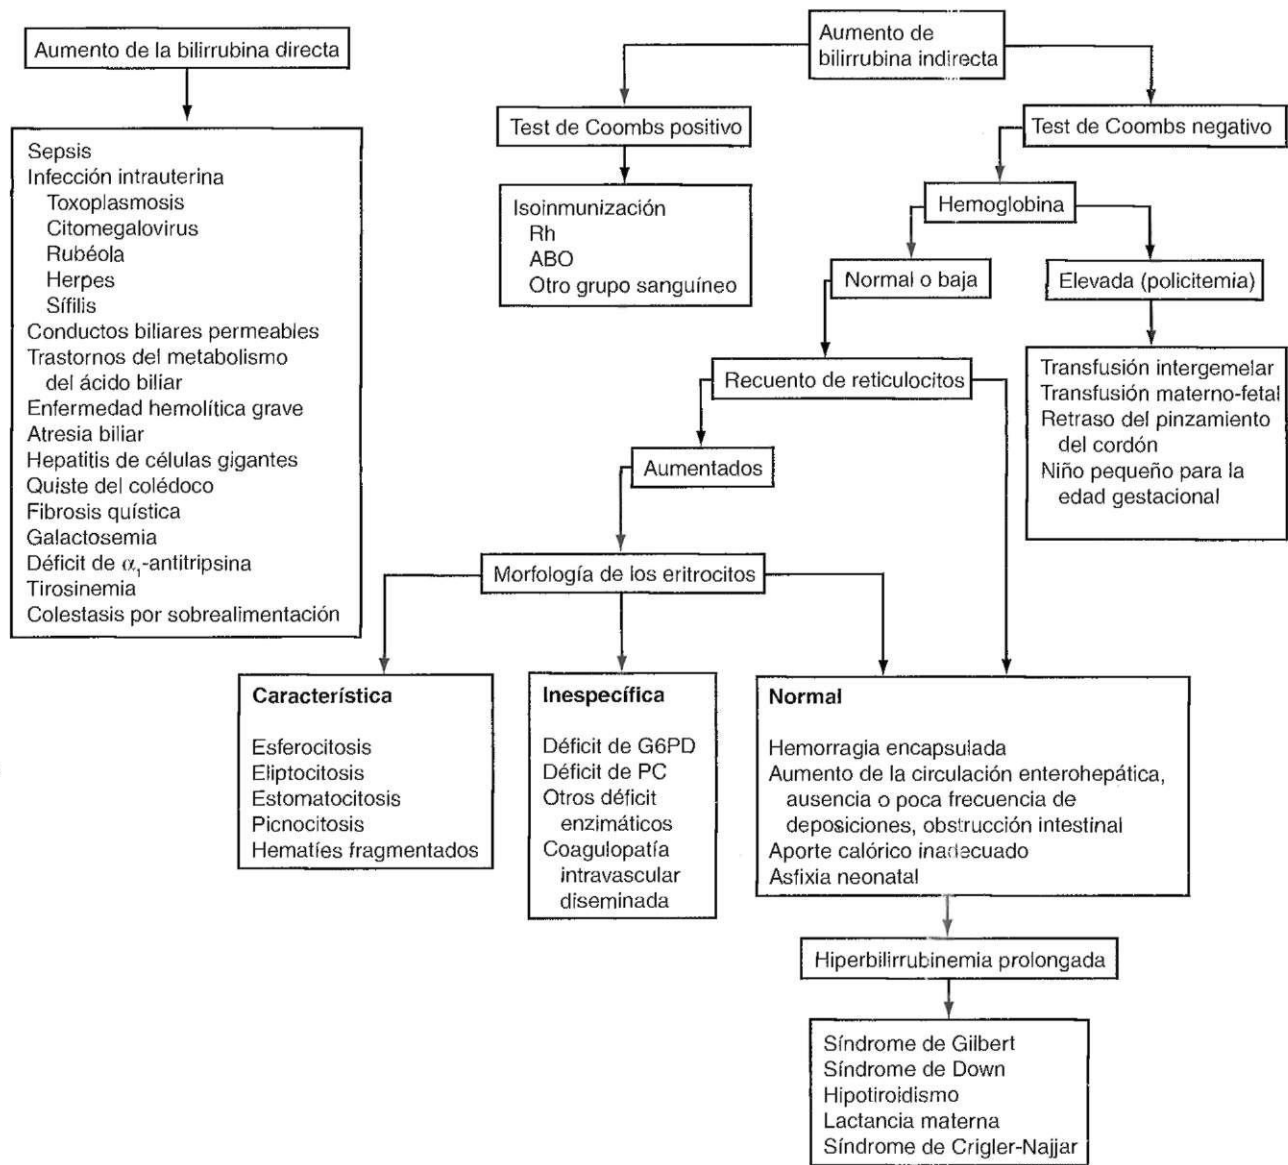 Aumento de la bilirrubina directa
Sepsis
Infección intrauterina
Toxoplasmosis
Citomegalovirus
Rubéola
Herpes
Sífilis
Conductos biliares permeables
Trastornos del metabolismo
del ácido biliar
Enfermedad hemolítica grave
Atresia biliar
Hepatitis de células gigantes
Quiste del colédoco
Fibrosis quística
Galactosemia
Déficit de α₁-antitripsina
Tirosinemia
Colestasis por sobrealimentación
Aumento de
bilirrubina indirecta
Test de Coombs positivo
Isoinmunización
Rh
ABO
Otro grupo sanguíneo
Test de Coombs negativo
Hemoglobina
Normal o baja
Elevada (policitemia)
Transfusión intergemelar
Transfusión materno-fetal
Retraso del pinzamiento
del cordón
Niño pequeño para la
edad gestacional
Recuento de reticulocitos
Aumentados
Morfología de los eritrocitos
Característica
Esferocitosis
Eliptocitosis
Estomatocitosis
Picnocitosis
Hematíes fragmentados
Inespecífica
Déficit de G6PD
Déficit de PC
Otros déficit
enzimáticos
Coagulopatía
intravascular
diseminada
Normal
Hemorragia encapsulada
Aumento de la circulación enterohepática,
ausencia o poca frecuencia de
deposiciones, obstrucción intestinal
Aporte calórico inadecuado
Asfixia neonatal
Hiperbilirrubinemia prolongada
Síndrome de Gilbert
Síndrome de Down
Hipotiroidismo
Lactancia materna
Síndrome de Crigler-Najjar